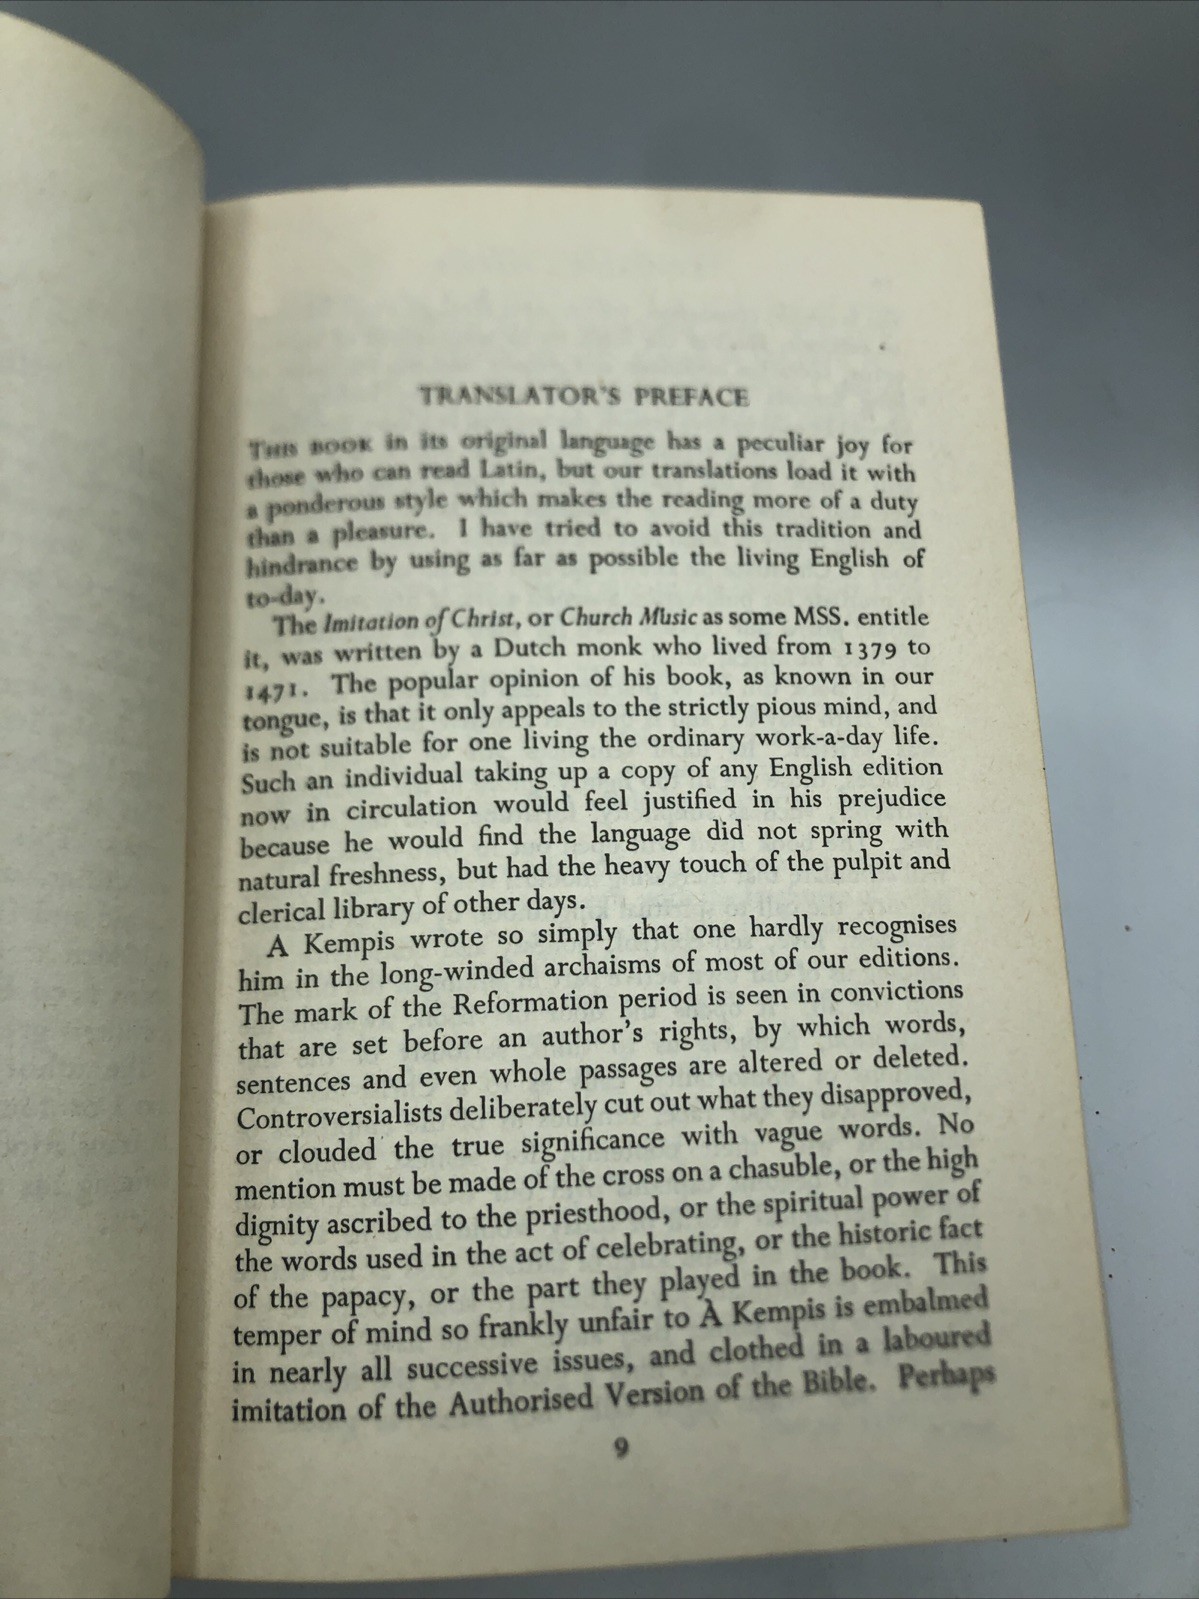 TRANSLATOR'S PREFACE
THIS BOOK in its original language has a peculiar joy for
those who can read Latin, but our translations load it with
a ponderous style which makes the reading more of a duty
than a pleasure. I have tried to avoid this tradition and
hindrance by using as far as possible the living English of
to-day.
The Imitation of Christ, or Church Music as some MSS. entitle
it, was written by a Dutch monk who lived from 1379 to
1471. The popular opinion of his book, as known in our
tongue, is that it only appeals to the strictly pious mind, and
is not suitable for one living the ordinary work-a-day life.
Such an individual taking up a copy of any English edition
now in circulation would feel justified in his prejudice
because he would find the language did not spring with
natural freshness, but had the heavy touch of the pulpit and
clerical library of other days.
A Kempis wrote so simply that one hardly recognises
him in the long-winded archaisms of most of our editions.
The mark of the Reformation period is seen in convictions
that are set before an author's rights, by which words,
sentences and even whole passages are altered or deleted.
Controversialists deliberately cut out what they disapproved,
or clouded the true significance with vague words. No
mention must be made of the cross on a chasuble, or the high
dignity ascribed to the priesthood, or the spiritual power of
the words used in the act of celebrating, or the historic fact
of the papacy, or the part they played in the book. This
temper of mind so frankly unfair to À Kempis is embalmed
in nearly all successive issues, and clothed in a laboured
imitation of the Authorised Version of the Bible. Perhaps
9